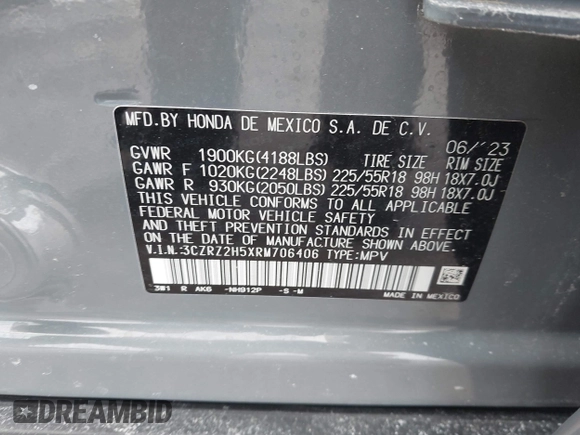 MFD.BY HONDA DE MEXICO S.A. DE C.V.
06/'23
GVWR 1900KG(4188LBS) TIRE SIZE RIM SIZE
GAWR F 1020KG(2248LBS) 225/55R18 98H 18X7.0J
GAWR R 930KG(2050LBS) 225/55R18 98H 18X7.0J
THIS VEHICLE CONFORMS TO ALL APPLICABLE
FEDERAL MOTOR VEHICLE SAFETY
AND THEFT PREVENTION STANDARDS IN EFFECT
ON THE DATE OF MANUFACTURE SHOWN ABOVE.
V.I.N.:3CZRZ2H5XRM706406 TYPE:MPV
3W1 R AK6 -NH912P -S -M MADE IN MEXICO
DREAMBID